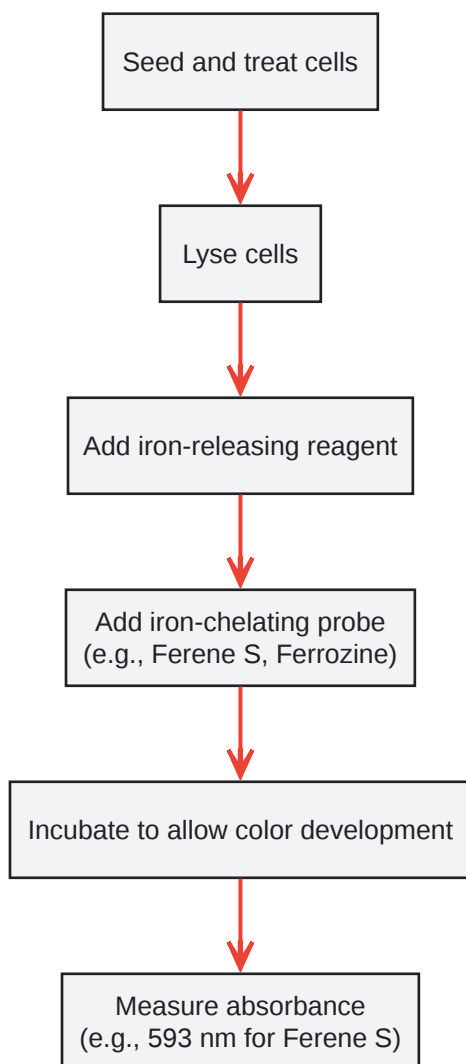 Seed and treat cells
Lyse cells
Add iron-releasing reagent
Add iron-chelating probe
(e.g., Ferene S, Ferrozine)
Incubate to allow color development
Measure absorbance
(e.g., 593 nm for Ferene S)